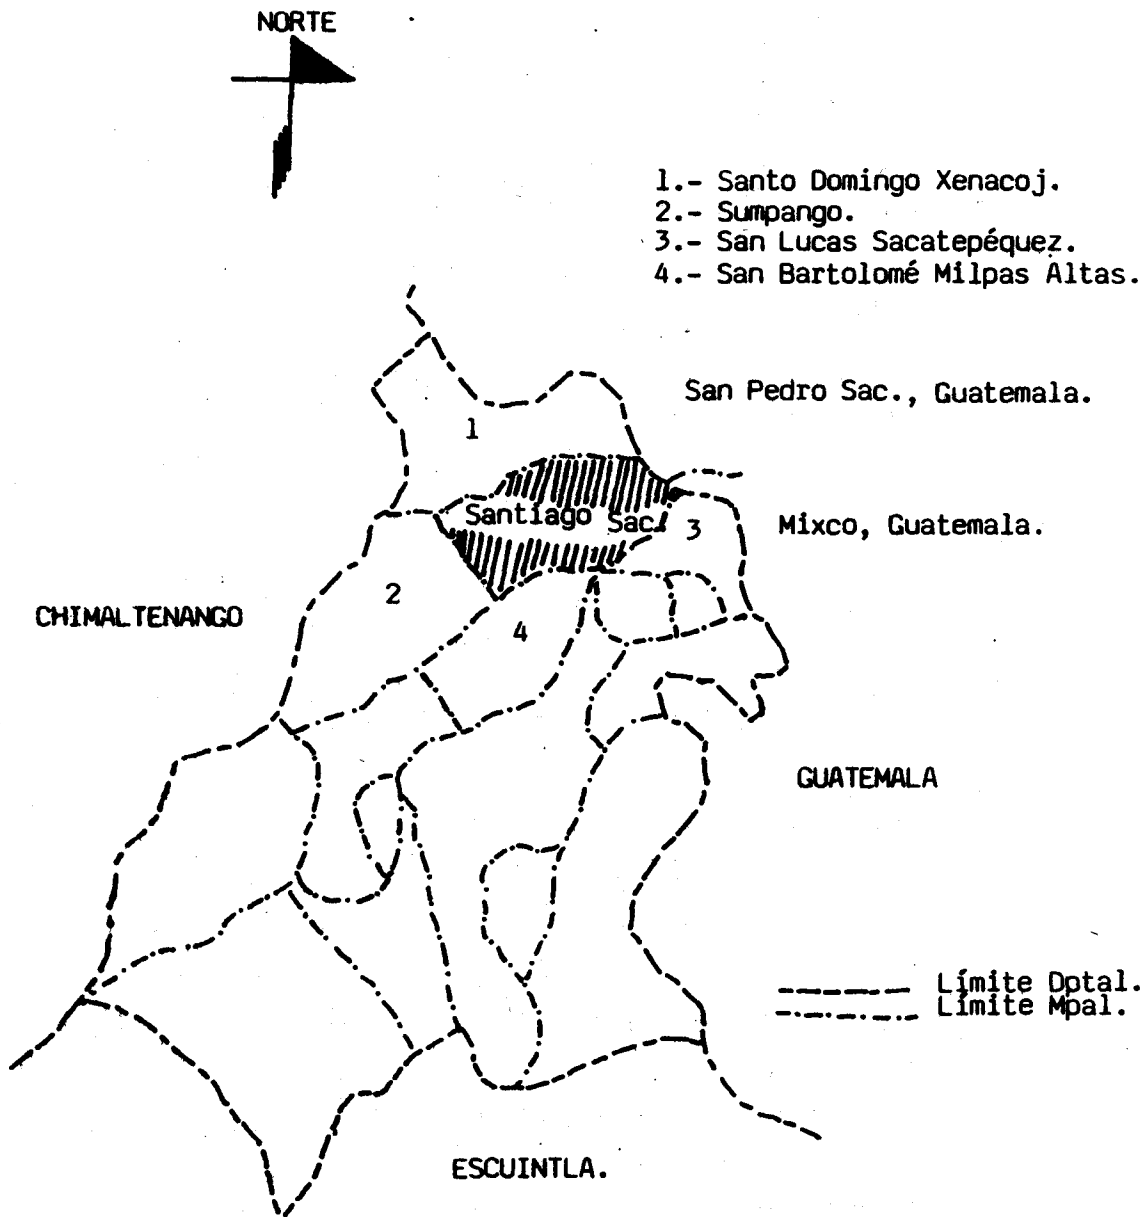 NORTE
1.- Santo Domingo Xenacoj.
2.- Sumpango.
3.- San Lucas Sacatepéquez.
4.- San Bartolomé Milpas Altas.
San Pedro Sac., Guatemala.
1
Santiago Sac.
3
Mixco, Guatemala.
2
CHIMALTENANGO
4
GUATEMALA
Límite Dptal.
Límite Mpal.
ESCUINTLA.